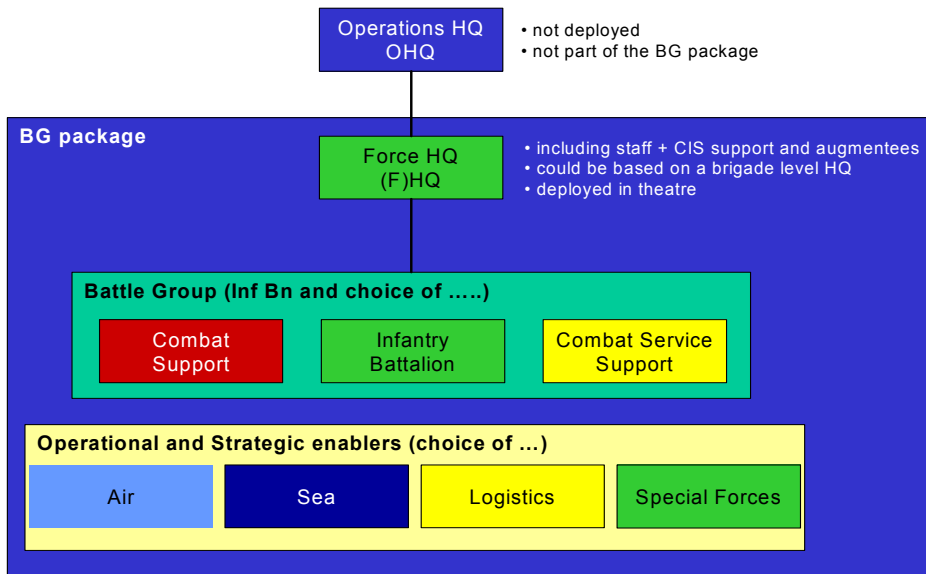 Operations HQ
OHQ
• not deployed
• not part of the BG package
BG package
Force HQ
(F)HQ
• including staff + CIS support and augmentees
• could be based on a brigade level HQ
• deployed in theatre
Battle Group (Inf Bn and choice of .....)
Combat
Support
Infantry
Battalion
Combat Service
Support
Operational and Strategic enablers (choice of ...)
Air
Sea
Logistics
Special Forces